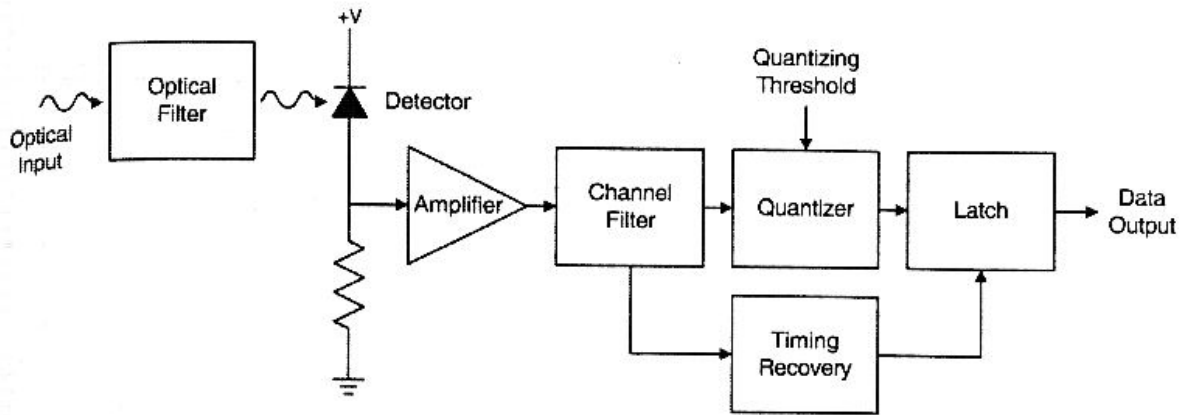 +V
Optical
Filter
Detector
Optical
Input
Quantizing
Threshold
Amplifier
Channel
Filter
Quantizer
Latch
Data
Output
Timing
Recovery